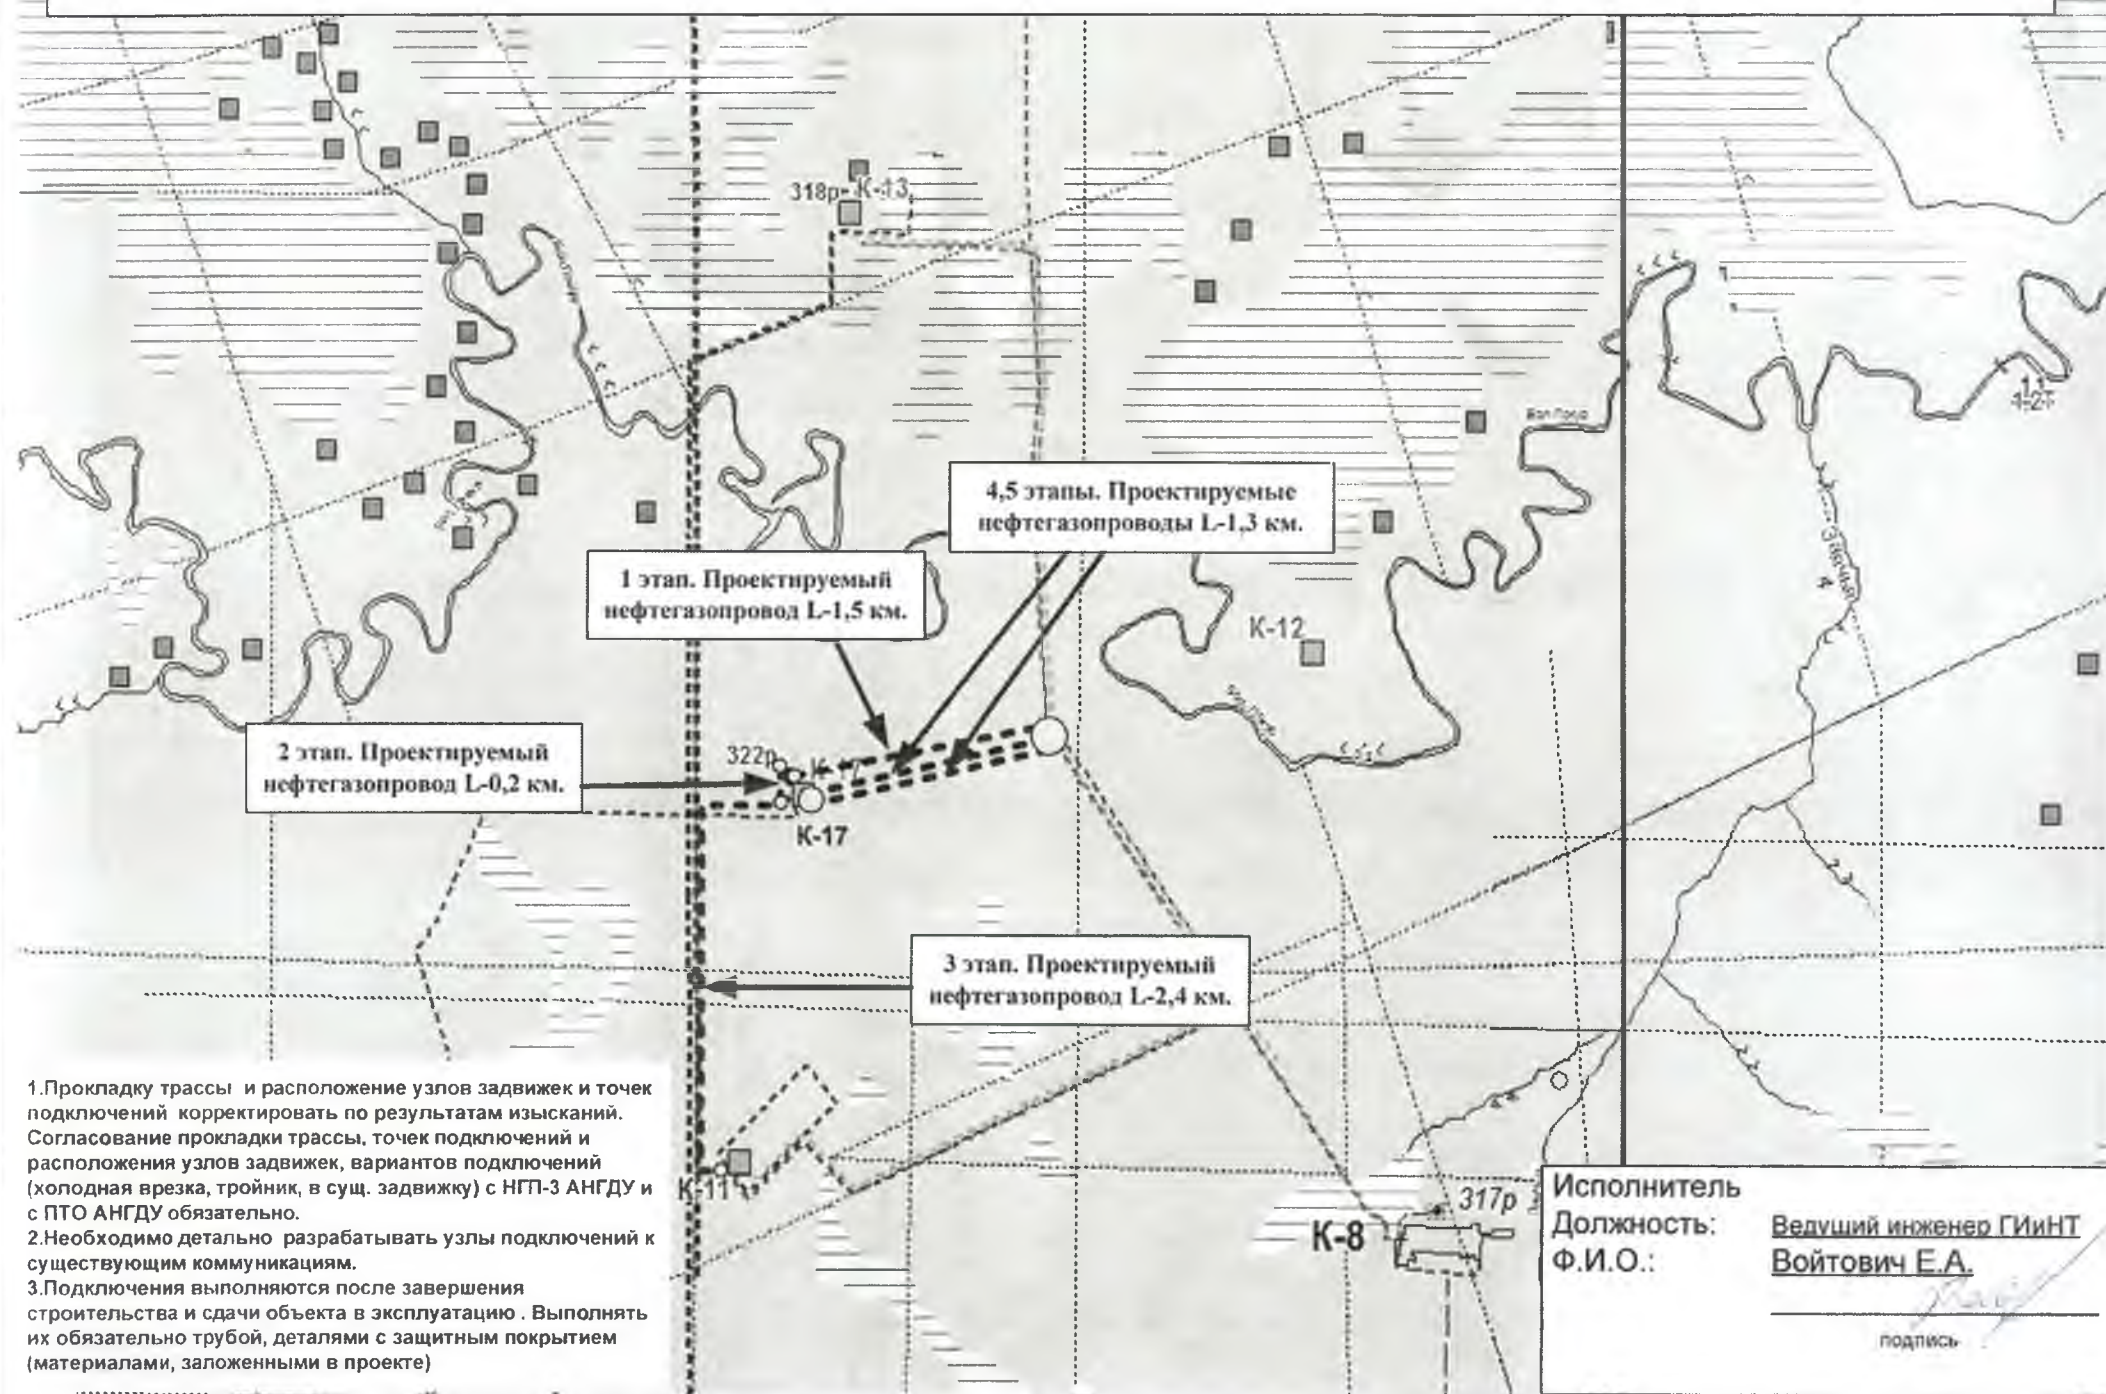 318р
К-13
4,5 этапы. Проектируемые
нефтегазопроводы L-1,3 км.
1 этап. Проектируемый
нефтегазопровод L-1,5 км.
К-12
2 этап. Проектируемый
нефтегазопровод L-0,2 км.
322р
К-17
К-17
3 этап. Проектируемый
нефтегазопровод L-2,4 км.
1.Прокладку трассы и расположение узлов задвижек и точек
подключений корректировать по результатам изысканий.
Согласование прокладки трассы, точек подключений и
расположения узлов задвижек, вариантов подключений
(холодная врезка, тройник, в сущ. задвижку) с НГП-3 АНГДУ и
с ПТО АНГДУ обязательно.
2.Необходимо детально разрабатывать узлы подключений к
существующим коммуникациям.
3.Подключения выполняются после завершения
строительства и сдачи объекта в эксплуатацию . Выполнять
их обязательно трубой, деталями с защитным покрытием
(материалами, заложенными в проекте)
К-11
К-8
317р
Исполнитель
Должность: Ведущий инженер ГИиНТ
Ф.И.О.: Войтович Е.А.
подпись